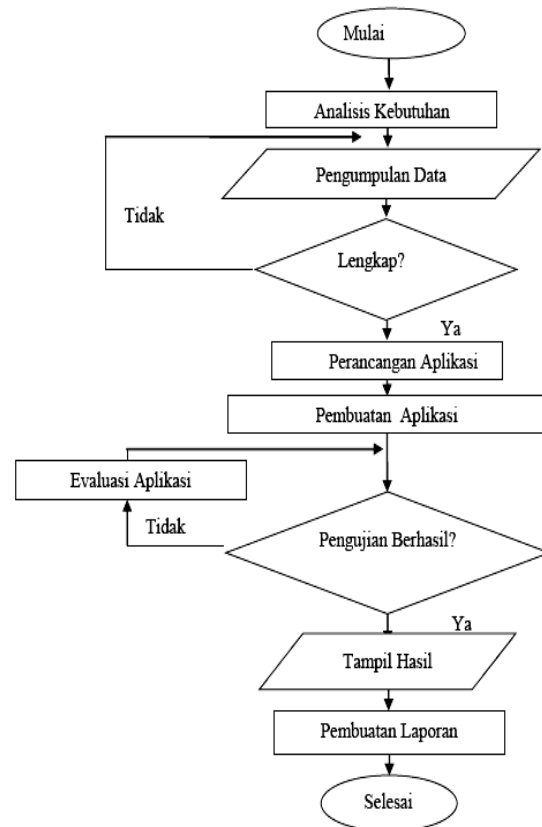 Mulai
Analisis Kebutuhan
Pengumpulan Data
Tidak
Lengkap?
Ya
Perancangan Aplikasi
Pembuatan Aplikasi
Evaluasi Aplikasi
Tidak
Pengujian Berhasil?
Ya
Tampil Hasil
Pembuatan Laporan
Selesai